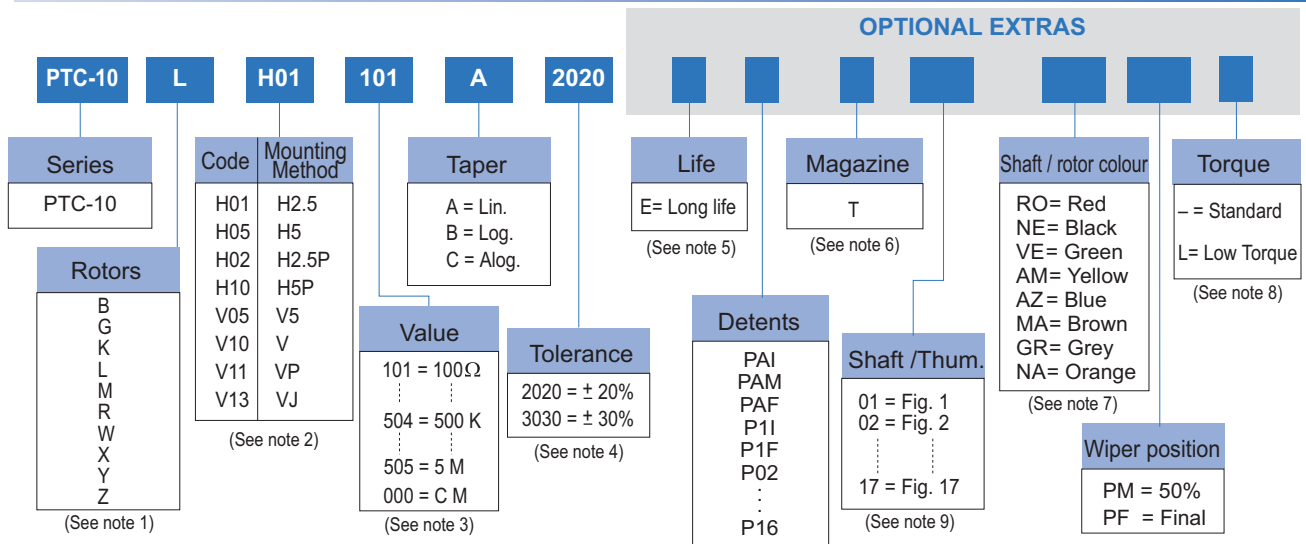 OPTIONAL EXTRAS
PTC-10 L H01 101 A 2020
Series
PTC-10
Rotors
B
G
K
L
M
R
W
X
Y
Z
(See note 1)
Code Mounting Method
H01 H2.5
H05 H5
H02 H2.5P
H10 H5P
V05 V5
V10 V
V11 VP
V13 VJ
(See note 2)
Value
101 = 100Ω
504 = 500 K
505 = 5 M
000 = C M
(See note 3)
Taper
A = Lin.
B = Log.
C = Alog.
Tolerance
2020 = ± 20%
3030 = ± 30%
(See note 4)
Life
E= Long life
(See note 5)
Detents
PAI
PAM
PAF
P1I
P1F
P02
:
.
P16
Magazine
T
(See note 6)
Shaft /Thum.
01 = Fig. 1
02 = Fig. 2
17 = Fig. 17
(See note 9)
Shaft / rotor colour
RO= Red
NE= Black
VE= Green
AM= Yellow
AZ= Blue
MA= Brown
GR= Grey
NA= Orange
(See note 7)
Wiper position
PM = 50%
PF = Final
Torque
– = Standard
L= Low Torque
(See note 8)